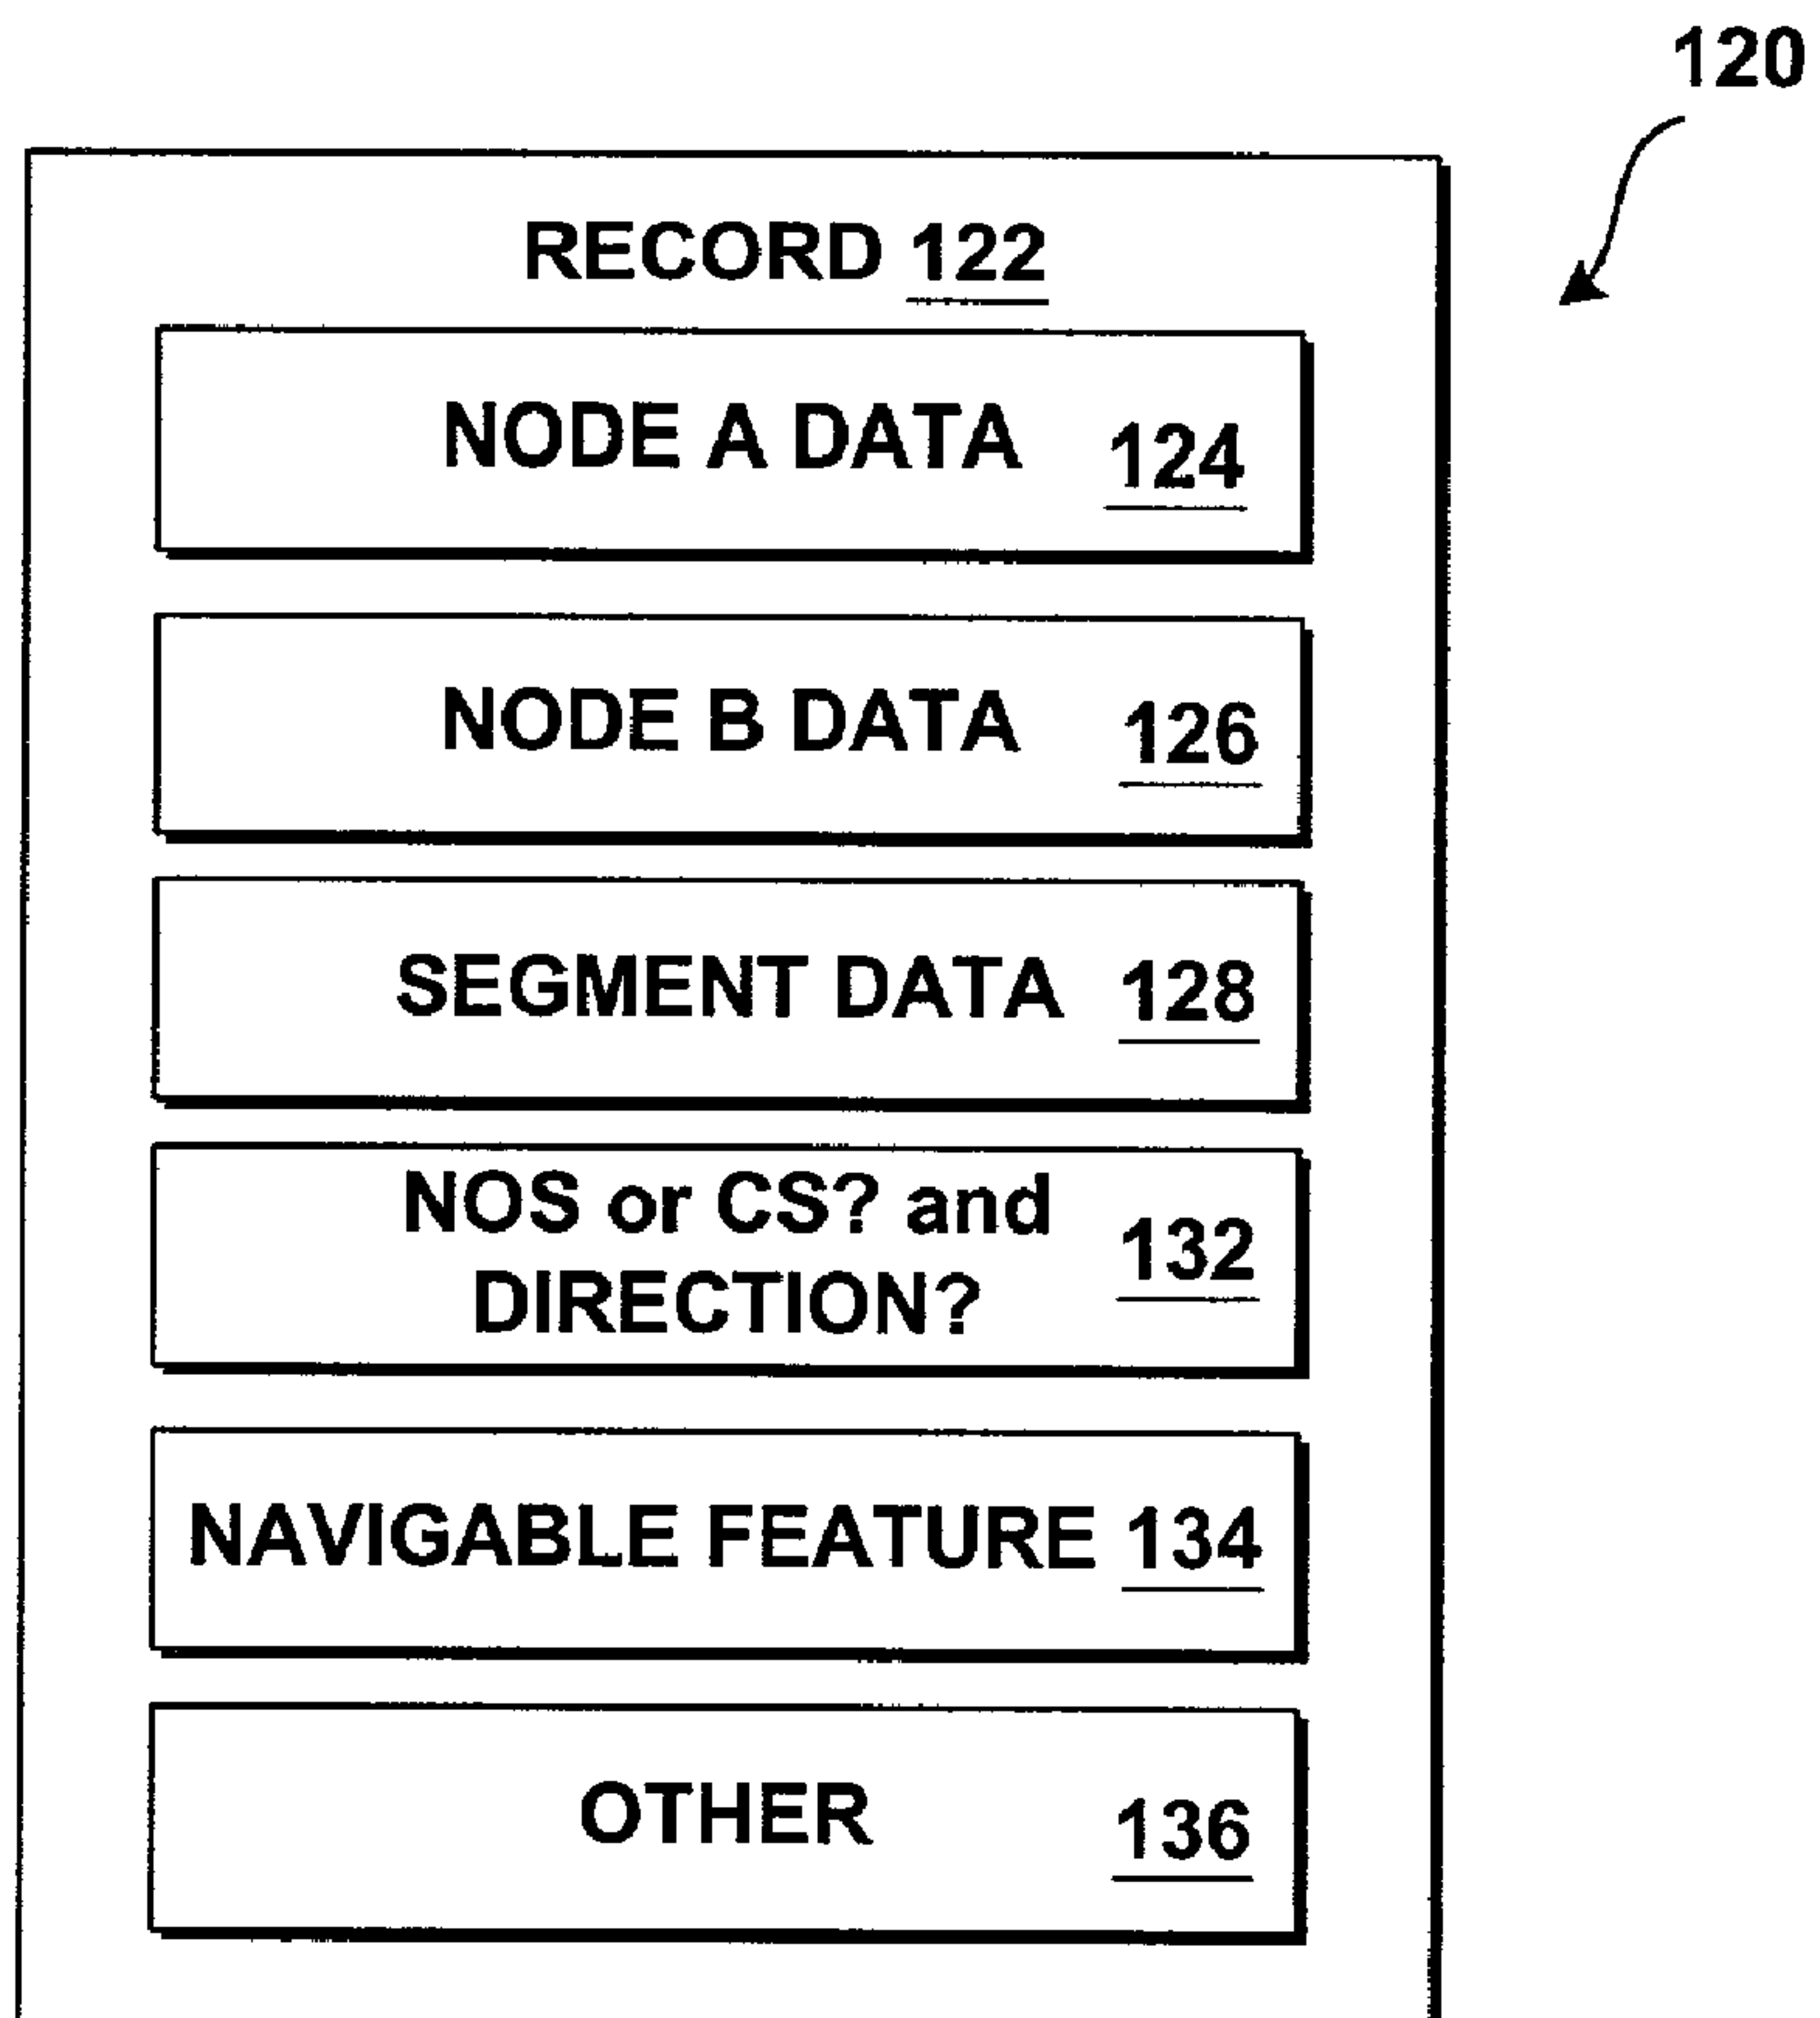 120
RECORD 122
NODE A DATA 124
NODE B DATA 126
SEGMENT DATA 128
NOS or CS? and
DIRECTION? 132
NAVIGABLE FEATURE 134
OTHER 136